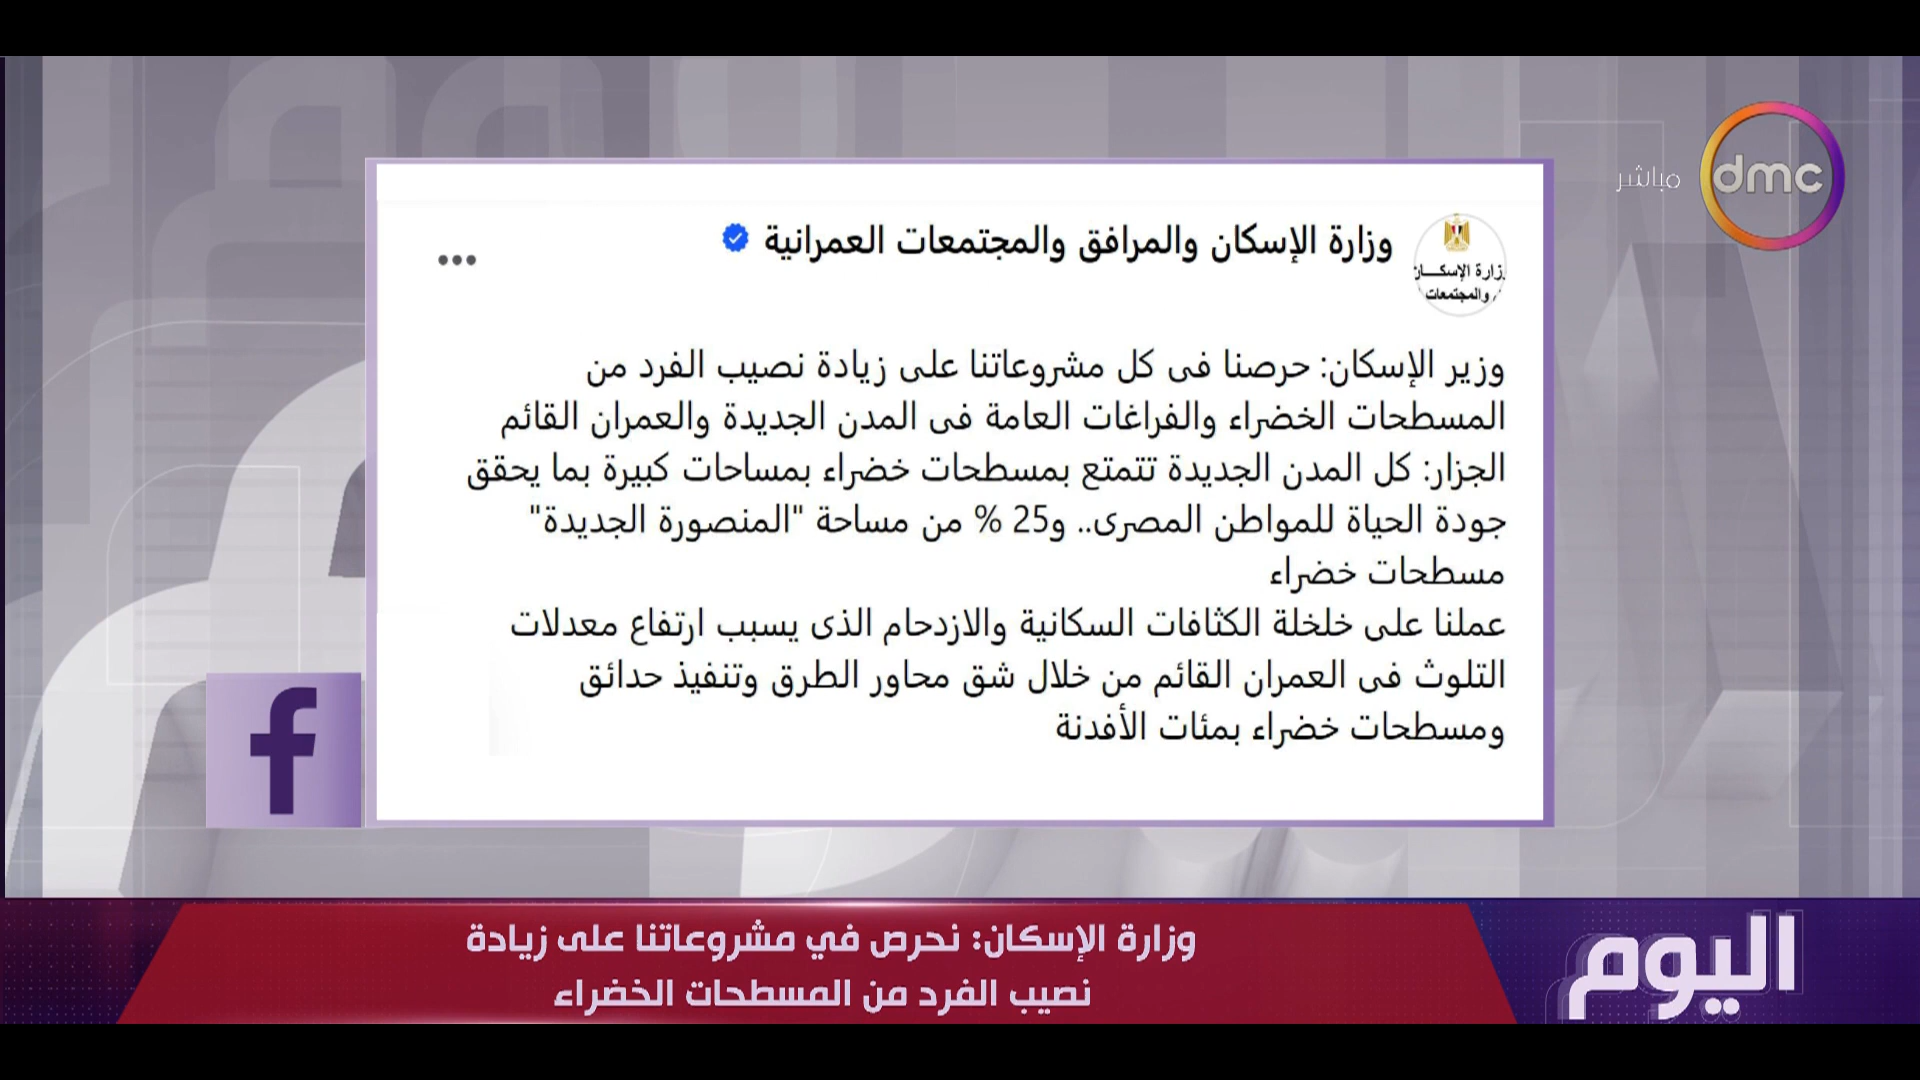 dmc
مباشر
وزارة الإسكان والمرافق والمجتمعات العمرانية
وزارة الإسكان
والمجتمعات
وزير الإسكان: حرصنا فى كل مشروعاتنا على زيادة نصيب الفرد من
المسطحات الخضراء والفراغات العامة فى المدن الجديدة والعمران القائم
الجزار: كل المدن الجديدة تتمتع بمسطحات خضراء بمساحات كبيرة بما يحقق
جودة الحياة للمواطن المصرى.. و25 % من مساحة "المنصورة الجديدة"
مسطحات خضراء
عملنا على خلخلة الكثافات السكانية والازدحام الذى يسبب ارتفاع معدلات
التلوث فى العمران القائم من خلال شق محاور الطرق وتنفيذ حدائق
ومسطحات خضراء بمئات الأفدنة
وزارة الإسكان: نحرص في مشروعاتنا على زيادة
نصيب الفرد من المسطحات الخضراء
اليوم